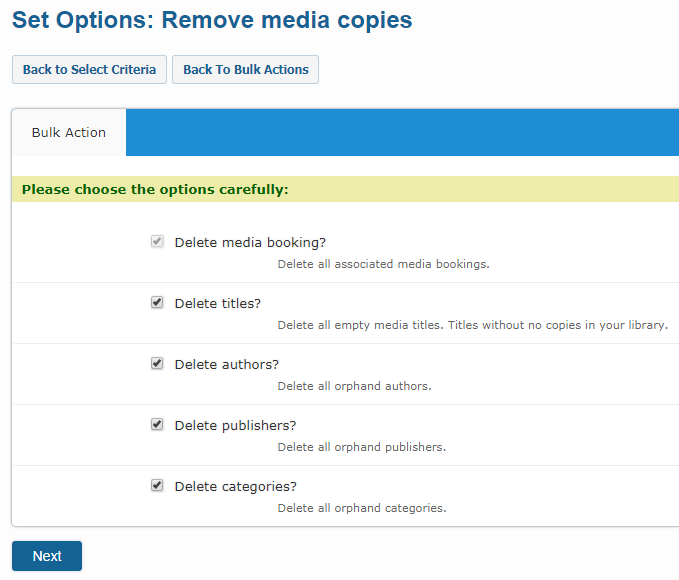 Set Options: Remove media copies
Back to Select Criteria Back To Bulk Actions
Bulk Action
Please choose the options carefully:
Delete media booking?
Delete all associated media bookings.
Delete titles?
Delete all empty media titles. Titles without no copies in your library.
Delete authors?
Delete all orphand authors.
Delete publishers?
Delete all orphand publishers.
Delete categories?
Delete all orphand categories.
Next